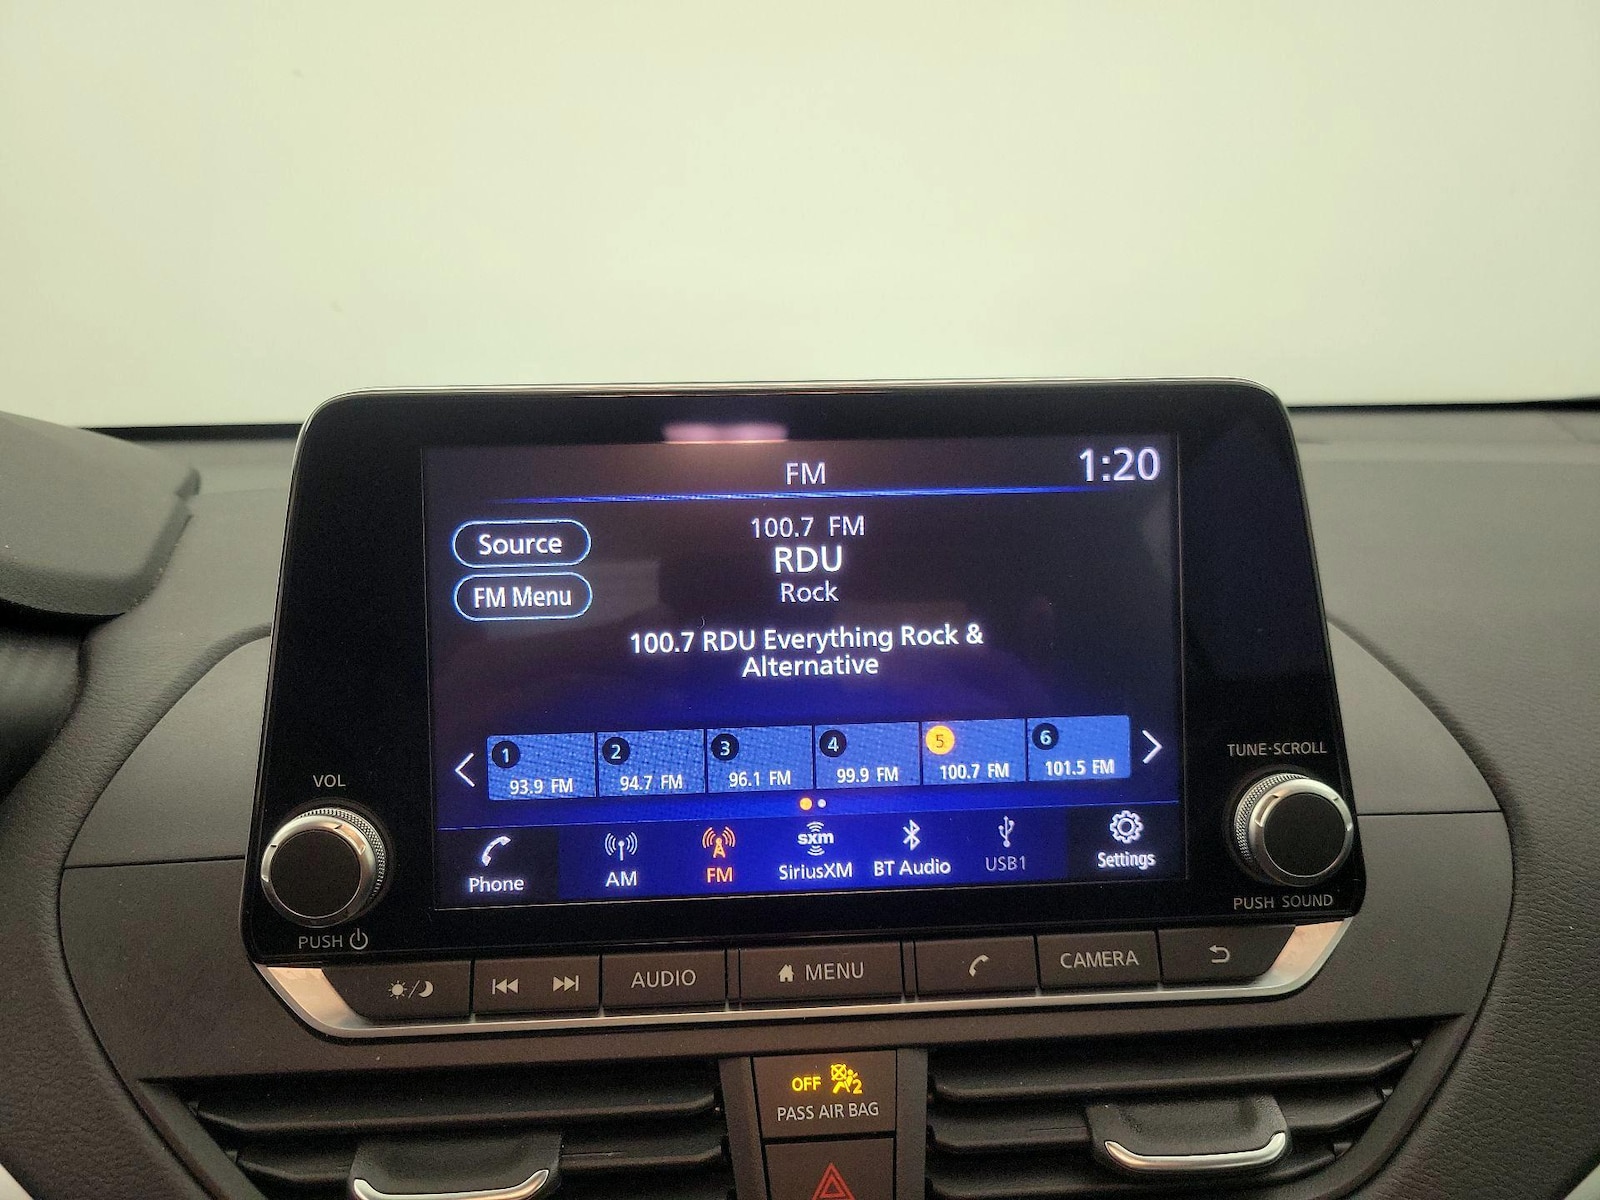 FM
1:20
Source
FM Menu
100.7 FM
RDU
Rock
100.7 RDU Everything Rock &
Alternative
1
93.9 FM
2
94.7 FM
3
96.1 FM
4
99.9 FM
5
100.7 FM
6
101.5 FM
Phone
AM
FM
sxm
SiriusXM
BT Audio
USB1
Settings
VOL
PUSH
TUNE·SCROLL
PUSH SOUND
AUDIO
MENU
CAMERA
OFF
2
PASS AIR BAG